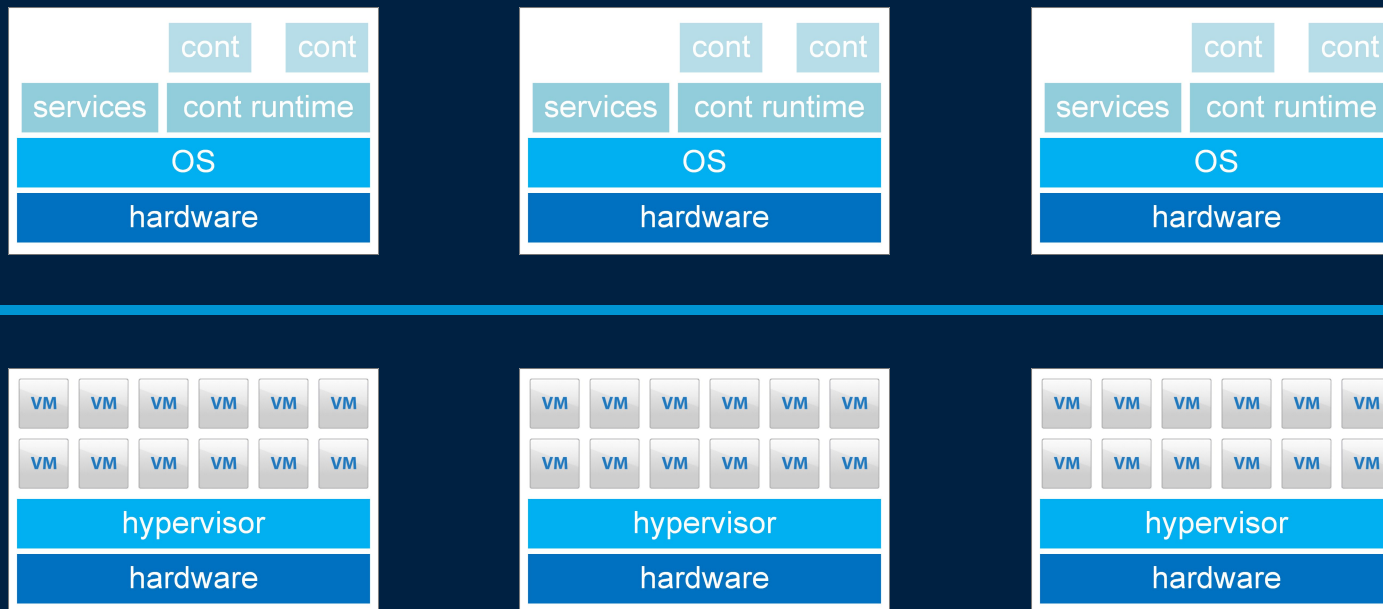 cont cont cont cont cont cont
services cont runtime services cont runtime services cont runtime
OS OS OS
hardware hardware hardware
VM VM VM VM VM VM VM VM VM VM VM VM VM VM VM VM VM VM
VM VM VM VM VM VM VM VM VM VM VM VM VM VM VM VM VM VM
hypervisor hypervisor hypervisor
hardware hardware hardware